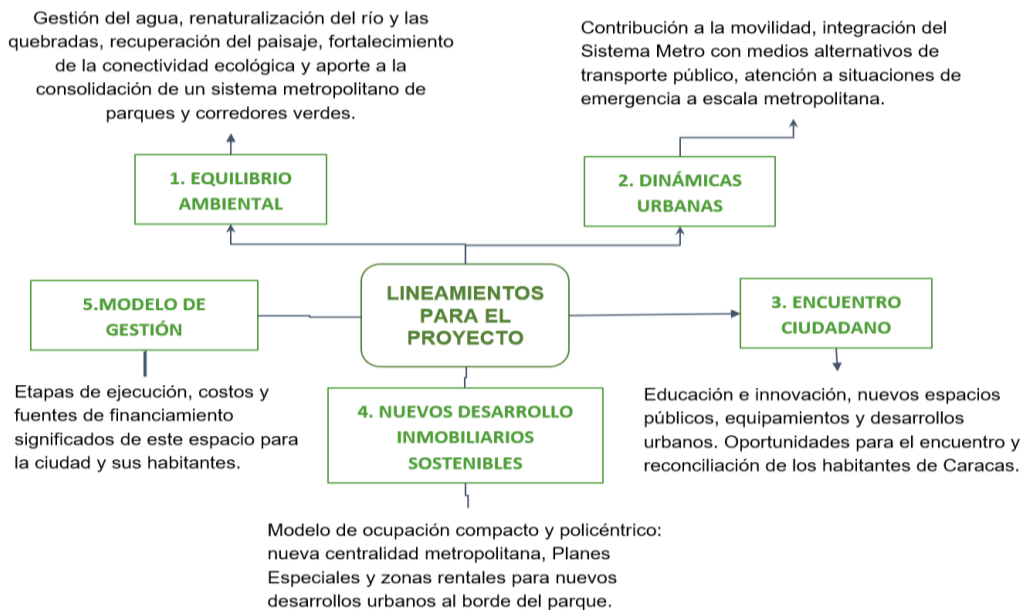 Gestión del agua, renaturalización del río y las
quebradas, recuperación del paisaje, fortalecimiento
de la conectividad ecológica y aporte a la
consolidación de un sistema metropolitano de
parques y corredores verdes.
Contribución a la movilidad, integración del
Sistema Metro con medios alternativos de
transporte público, atención a situaciones de
emergencia a escala metropolitana.
1. EQUILIBRIO
AMBIENTAL
2. DINÁMICAS
URBANAS
LINEAMIENTOS
PARA EL
PROYECTO
5.MODELO DE
GESTIÓN
3. ENCUENTRO
CIUDADANO
Etapas de ejecución, costos y
fuentes de financiamiento
significados de este espacio para
la ciudad y sus habitantes.
4. NUEVOS DESARROLLO
INMOBILIARIOS
SOSTENIBLES
Educación e innovación, nuevos espacios
públicos, equipamientos y desarrollos
urbanos. Oportunidades para el encuentro y
reconciliación de los habitantes de Caracas.
Modelo de ocupación compacto y policéntrico:
nueva centralidad metropolitana, Planes
Especiales y zonas rentales para nuevos
desarrollos urbanos al borde del parque.